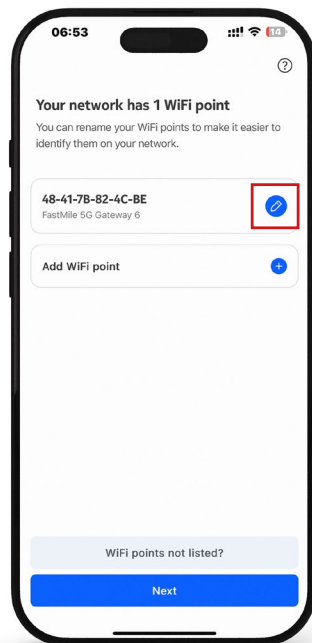 06:53
14
?
Your network has 1 WiFi point
You can rename your WiFi points to make it easier to
identify them on your network.
48-41-7B-82-4C-BE
FastMile 5G Gateway 6
Add WiFi point
+
WiFi points not listed?
Next